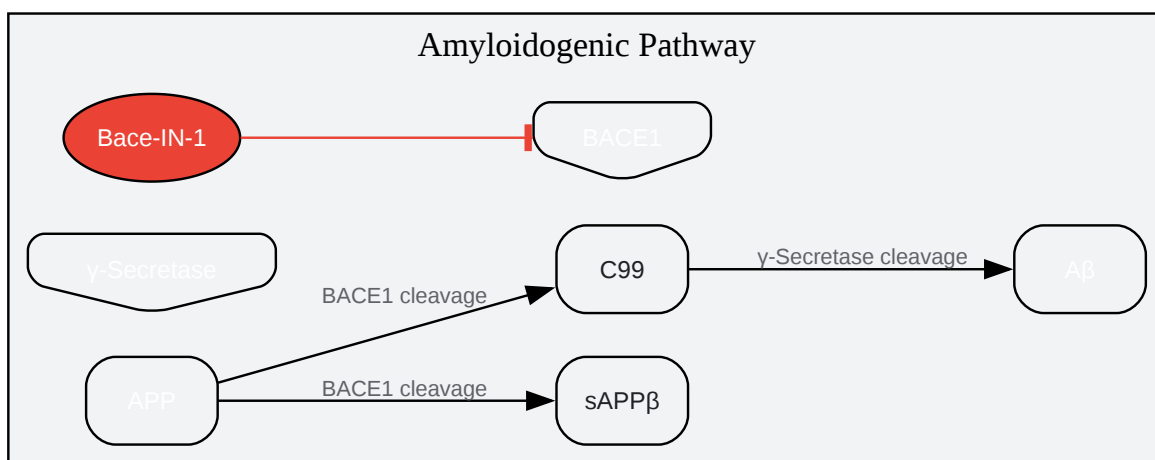 Amyloidogenic Pathway
Bace-IN-1
BACE1
γ-Secretase
C99
γ-Secretase cleavage
Aβ
BACE1 cleavage
APP
BACE1 cleavage
sAPPβ